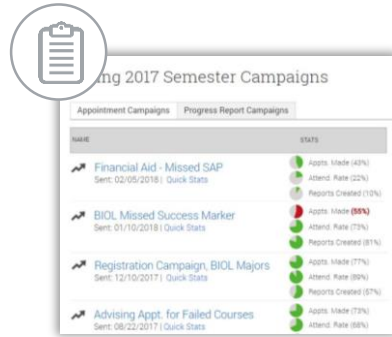 ing 2017 Semester Campaigns
Appointment Campaigns Progress Report Campaigns
NAME STATS
Financial Aid - Missed SAP
Sent: 02/05/2018 | Quick Stats
Appts. Made (43%)
Attend. Rate (22%)
Reports Created (10%)
BIOL Missed Success Marker
Sent: 01/10/2018 | Quick Stats
Appts. Made (55%)
Attend. Rate (73%)
Reports Created (81%)
Registration Campaign, BIOL Majors
Sent: 12/10/2017 | Quick Stats
Appts. Made (77%)
Attend. Rate (89%)
Reports Created (57%)
Advising Appt. for Failed Courses
Sent: 08/22/2017 | Quick Stats
Appts. Made (73%)
Attend. Rate (68%)